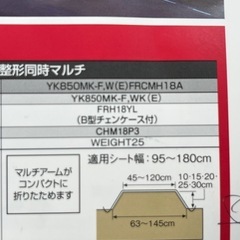 整形同時マルチ
YK850MK-F,W(E)FRCMH18A
YK850MK-F,WK(E)
FRH18YL
(B型チェンケース付)
CHM18P3
WEIGHT25
マルチアームが
コンパクトに
折りたためます
適用シート幅：95〜180cm
45〜120cm
10・15・20・
25・30cm
63〜145cm